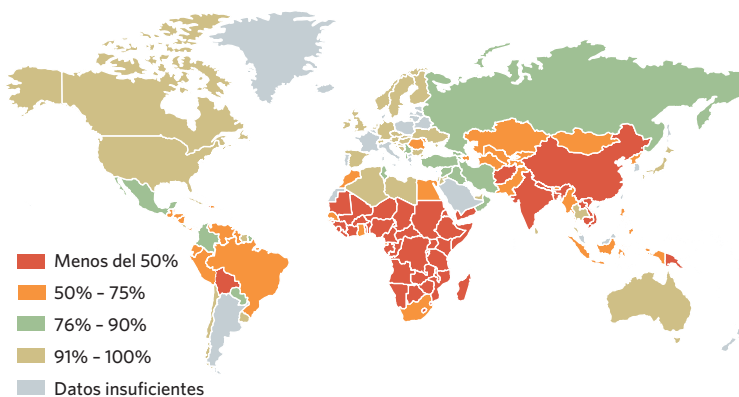 Menos del 50%
50% – 75%
76% – 90%
91% – 100%
Datos insuficientes